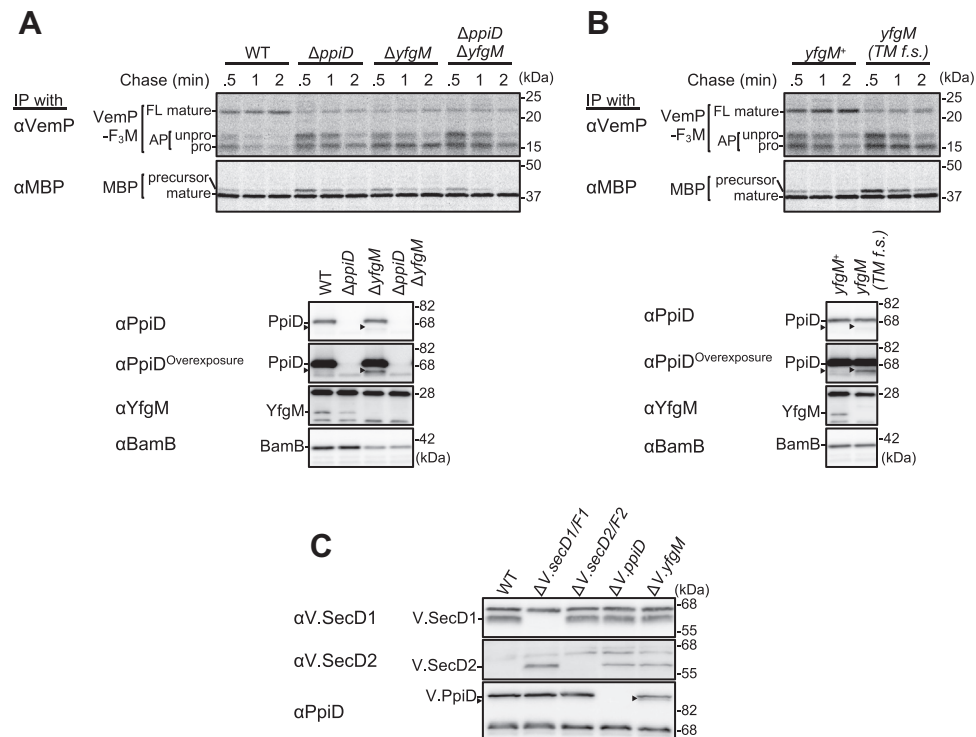 A
WT
ΔppiD
ΔyfgM
ΔppiD
ΔyfgM
Chase (min)
.5 1 2 .5 1 2 .5 1 2 .5 1 2
(kDa)
IP with
αVemP
VemP
-F₃M
FL mature
AP
unpro
pro
25
20
15
αMBP
MBP
precursor
mature
50
37
WT
ΔppiD
ΔyfgM
ΔppiD
ΔyfgM
αPpiD
PpiD
82
68
αPpiD^Overexposure
PpiD
82
68
αYfgM
YfgM
28
αBamB
BamB
42
(kDa)
B
yfgM⁺
yfgM
(TM f.s.)
Chase (min)
.5 1 2 .5 1 2
(kDa)
IP with
αVemP
VemP
-F₃M
FL mature
AP
unpro
pro
25
20
15
αMBP
MBP
precursor
mature
50
37
yfgM⁺
yfgM
(TM f.s.)
αPpiD
PpiD
82
68
αPpiD^Overexposure
PpiD
82
68
αYfgM
YfgM
28
αBamB
BamB
42
(kDa)
C
WT
ΔV.secD1/F1
ΔV.secD2/F2
ΔV.ppiD
ΔV.yfgM
(kDa)
αV.SecD1
V.SecD1
68
55
αV.SecD2
V.SecD2
68
55
αPpiD
V.PpiD
82
68